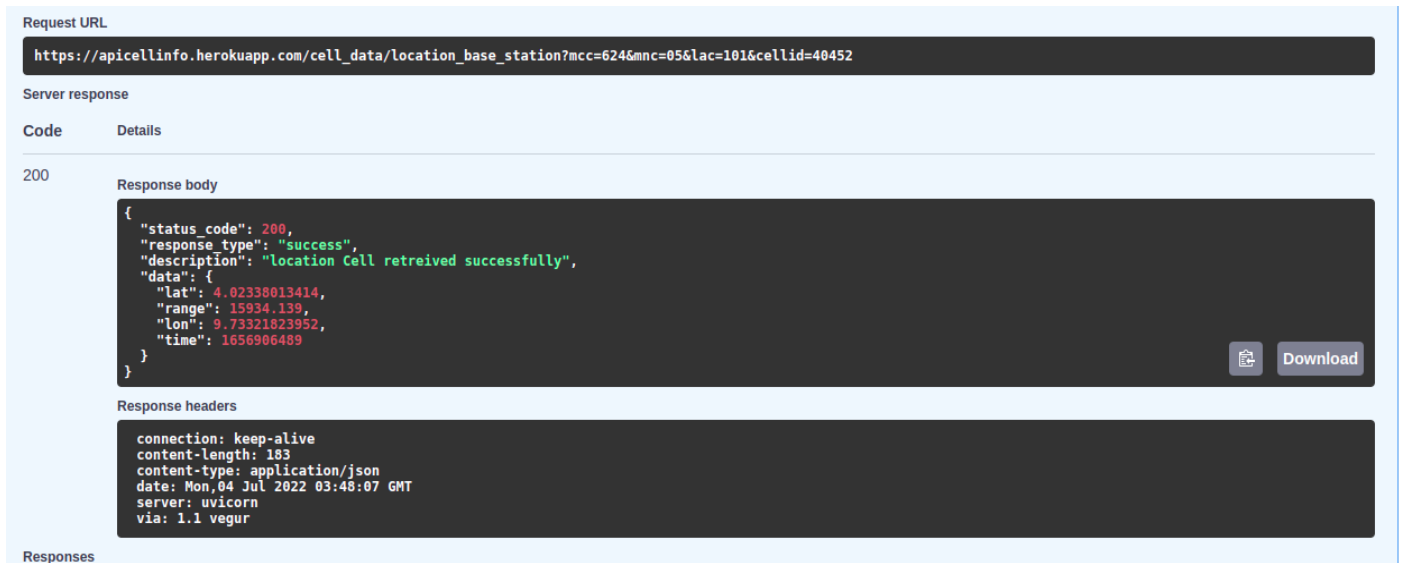 Request URL
https://apicellinfo.herokuapp.com/cell_data/location_base_station?mcc=624&mnc=05&lac=101&cellid=40452
Server response
Code Details
200
Response body
{
"status_code": 200,
"response_type": "success",
"description": "location Cell retreived successfully",
"data": {
"lat": 4.02338013414,
"range": 15934.139,
"lon": 9.73321823952,
"time": 1656906489
}
}
Download
Response headers
connection: keep-alive
content-length: 183
content-type: application/json
date: Mon,04 Jul 2022 03:48:07 GMT
server: uvicorn
via: 1.1 vegur
Responses